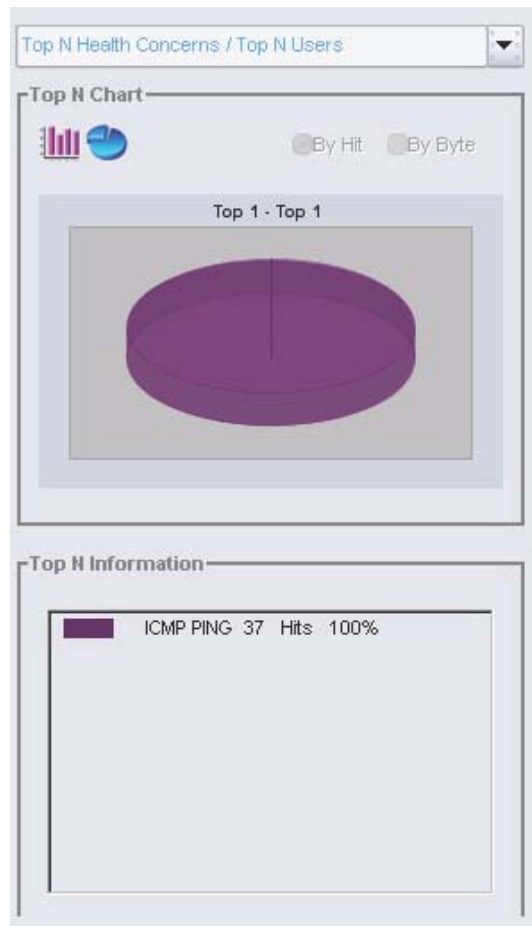 Top N Health Concerns / Top N Users
Top N Chart
By Hit By Byte
Top 1 - Top 1
Top N Information
ICMP PING 37 Hits 100%